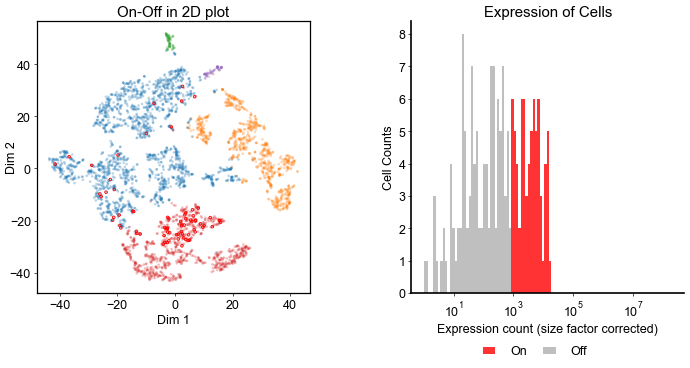 On-Off in 2D plot
Expression of Cells
Dim 2
40
20
0
−20
−40
−40 −20 0 20 40
Dim 1
Cell Counts
8
7
6
5
4
3
2
1
0
10^1 10^3 10^5 10^7
Expression count (size factor corrected)
On Off